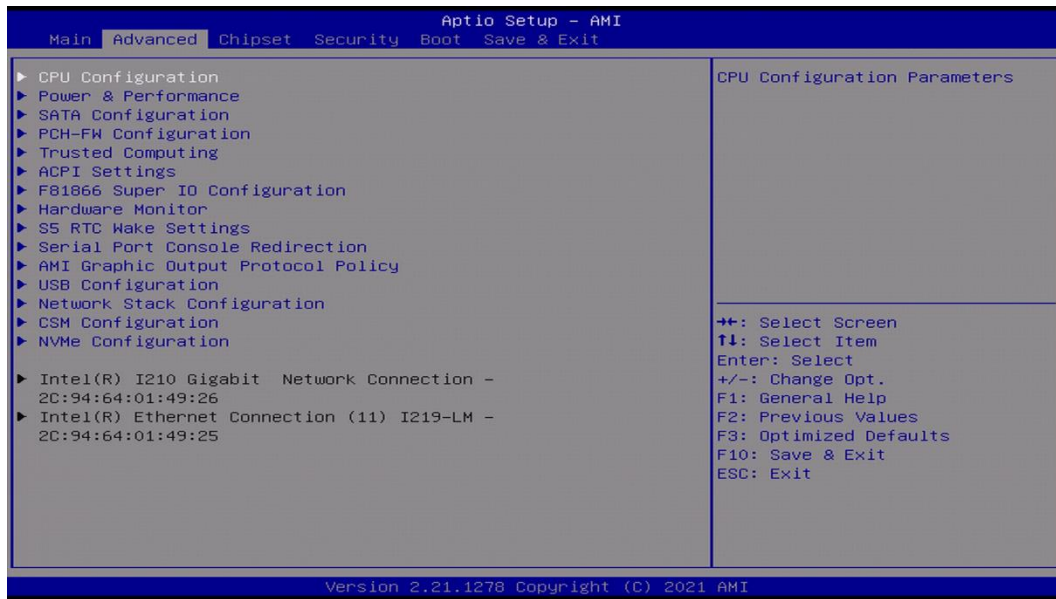 Aptio Setup – AMI
Main Advanced Chipset Security Boot Save & Exit
▶ CPU Configuration
▶ Power & Performance
▶ SATA Configuration
▶ PCH-FW Configuration
▶ Trusted Computing
▶ ACPI Settings
▶ F81866 Super IO Configuration
▶ Hardware Monitor
▶ S5 RTC Wake Settings
▶ Serial Port Console Redirection
▶ AMI Graphic Output Protocol Policy
▶ USB Configuration
▶ Network Stack Configuration
▶ CSM Configuration
▶ NVMe Configuration
▶ Intel(R) I210 Gigabit  Network Connection –
2C:94:64:01:49:26
▶ Intel(R) Ethernet Connection (11) I219-LM –
2C:94:64:01:49:25
CPU Configuration Parameters
→←: Select Screen
↑↓: Select Item
Enter: Select
+/-: Change Opt.
F1: General Help
F2: Previous Values
F3: Optimized Defaults
F10: Save & Exit
ESC: Exit
Version 2.21.1278 Copyright (C) 2021 AMI